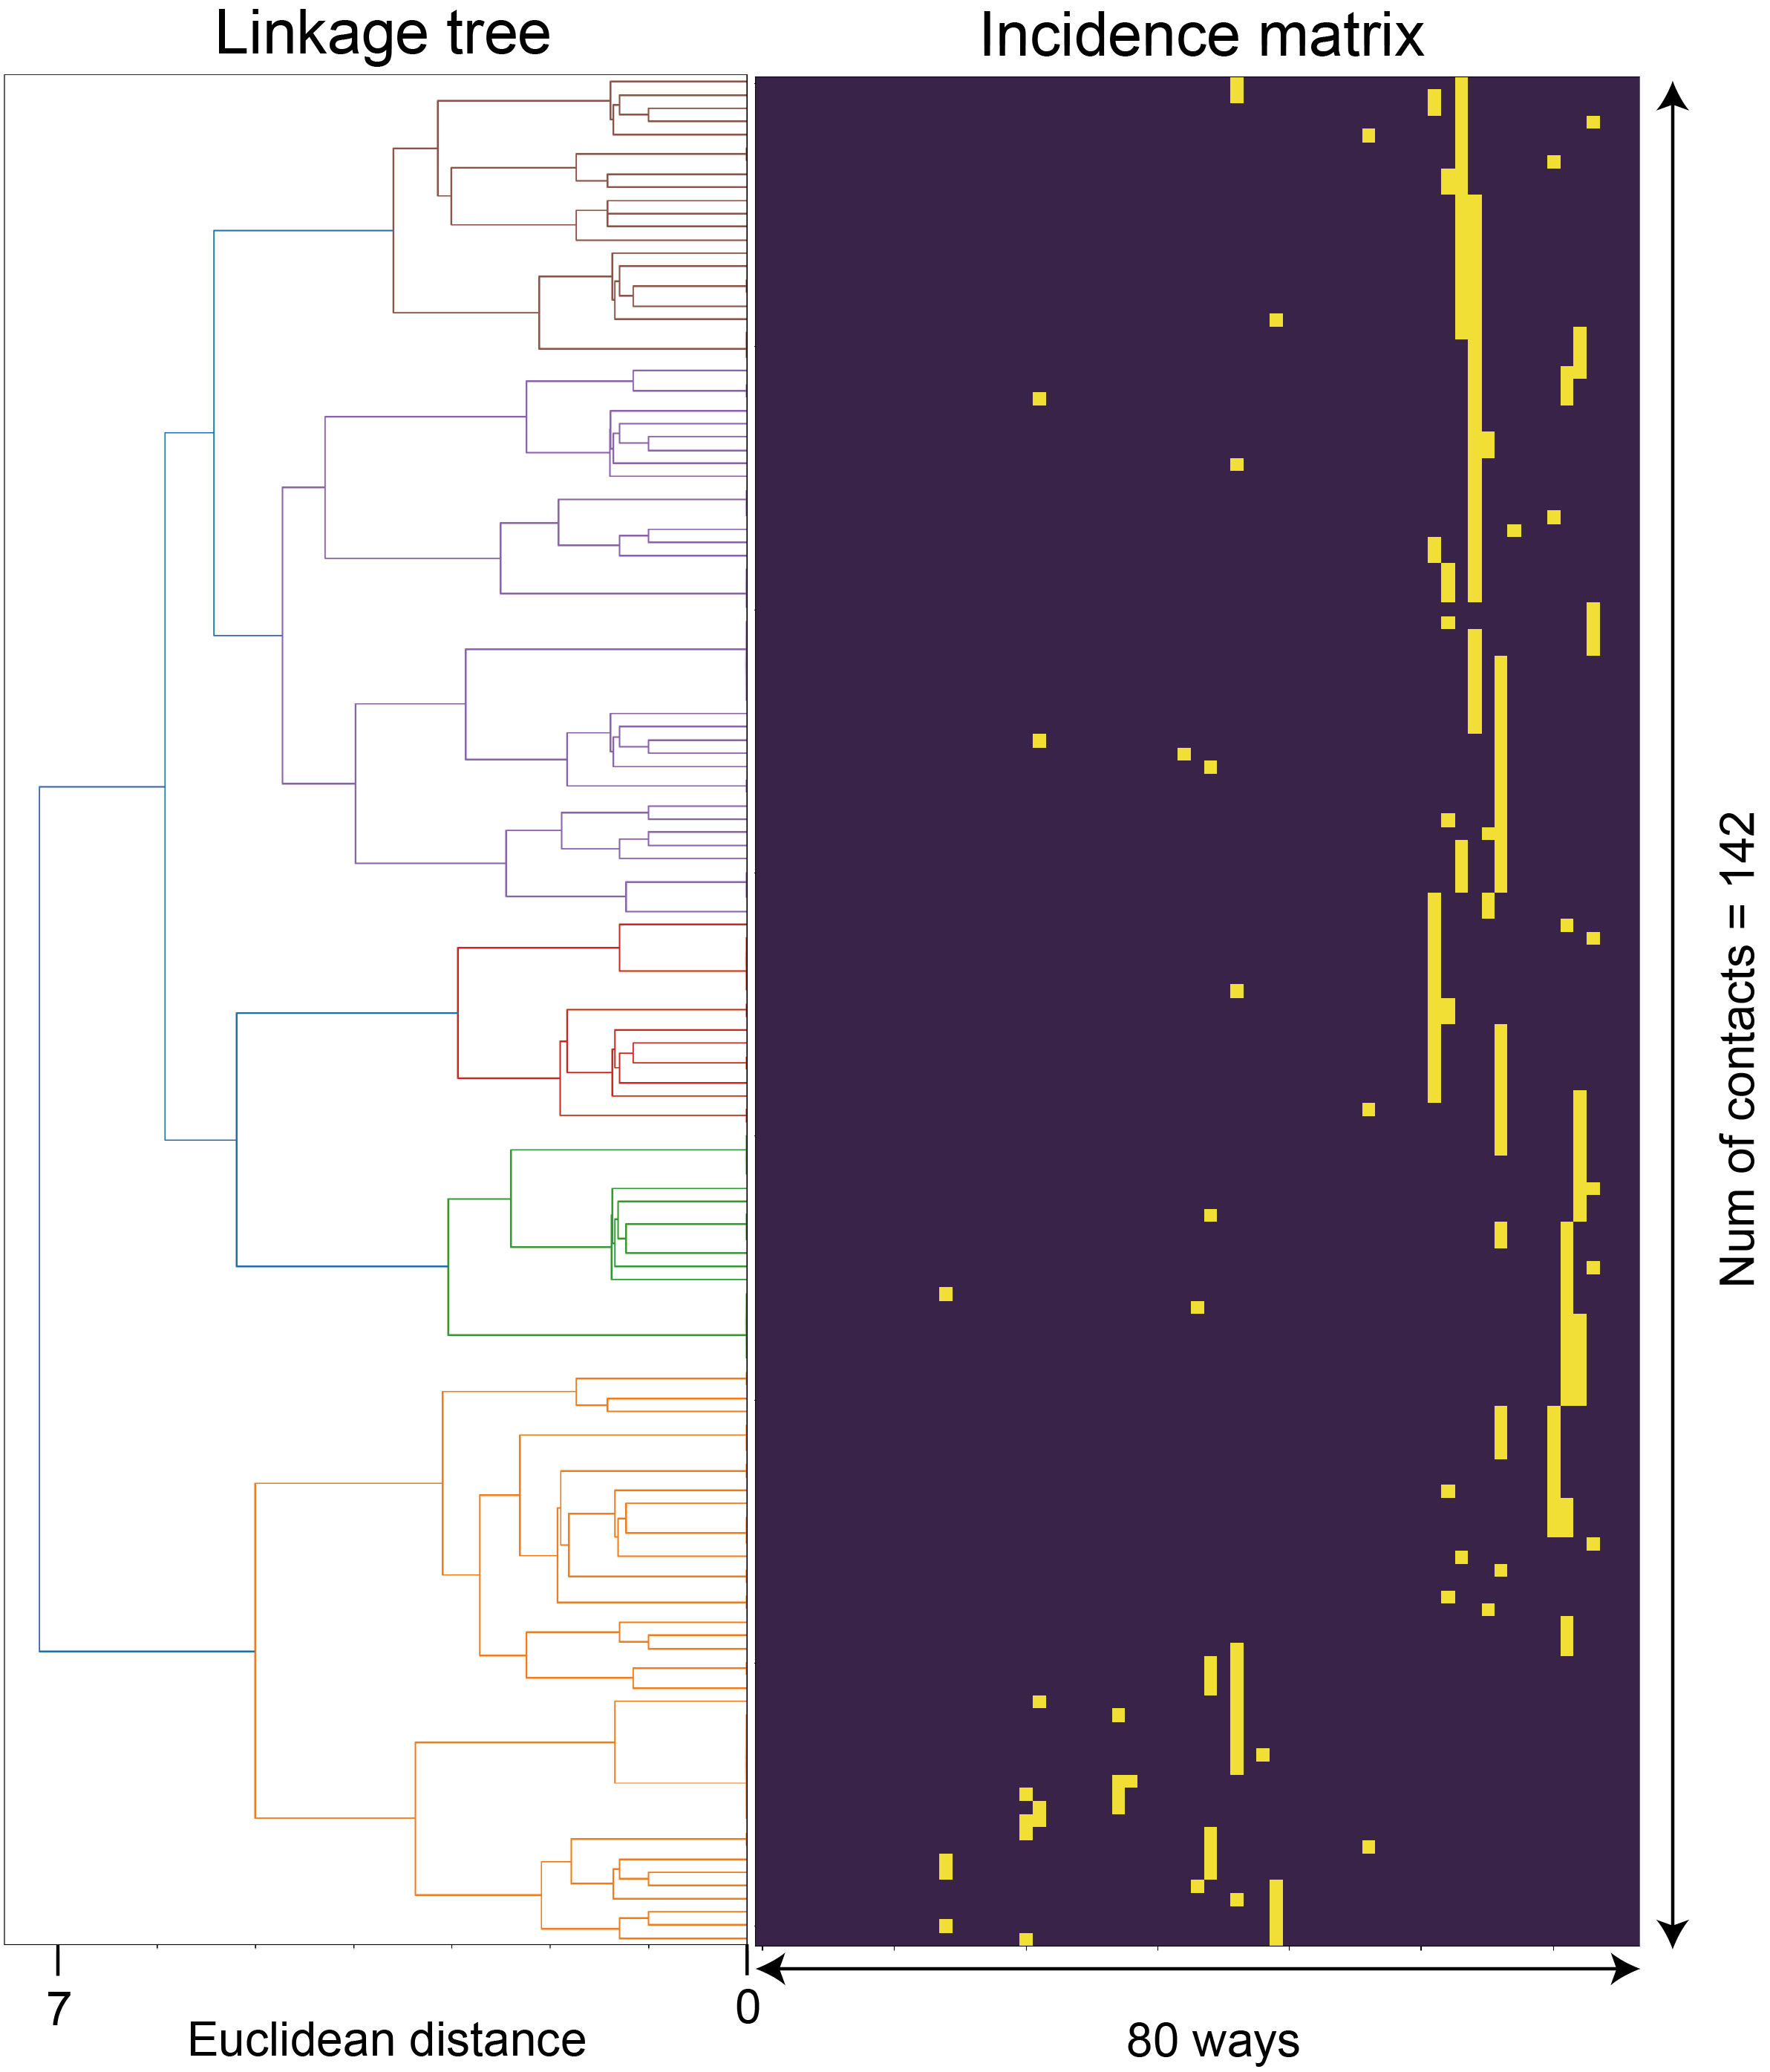 Linkage tree
Incidence matrix
Num of contacts = 142
7
0
Euclidean distance
80 ways